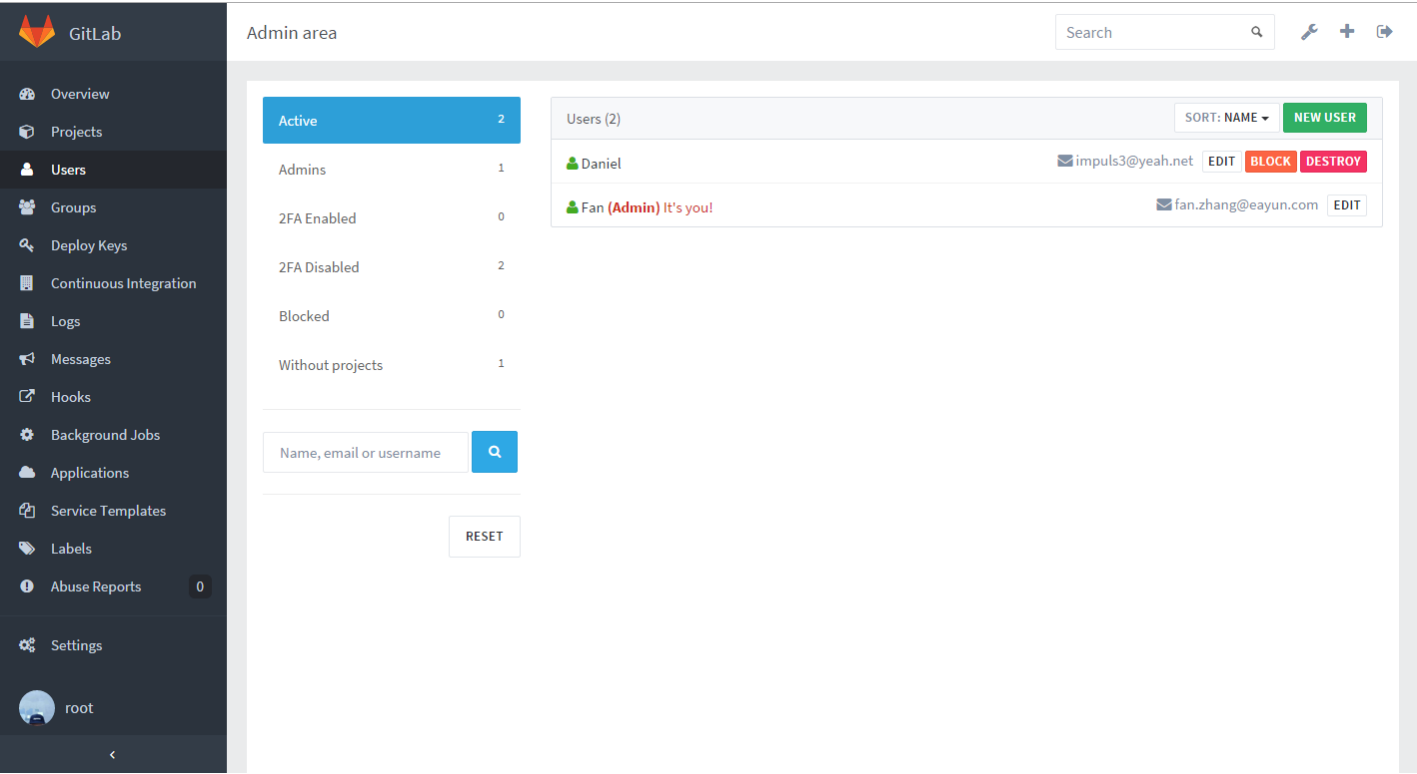 GitLab
Admin area
Search
Overview
Projects
Users
Groups
Deploy Keys
Continuous Integration
Logs
Messages
Hooks
Background Jobs
Applications
Service Templates
Labels
Abuse Reports 0
Settings
root
Active 2
Admins 1
2FA Enabled 0
2FA Disabled 2
Blocked 0
Without projects 1
Name, email or username
RESET
Users (2) SORT: NAME NEW USER
Daniel impuls3@yeah.net EDIT BLOCK DESTROY
Fan (Admin) It's you! fan.zhang@eayun.com EDIT